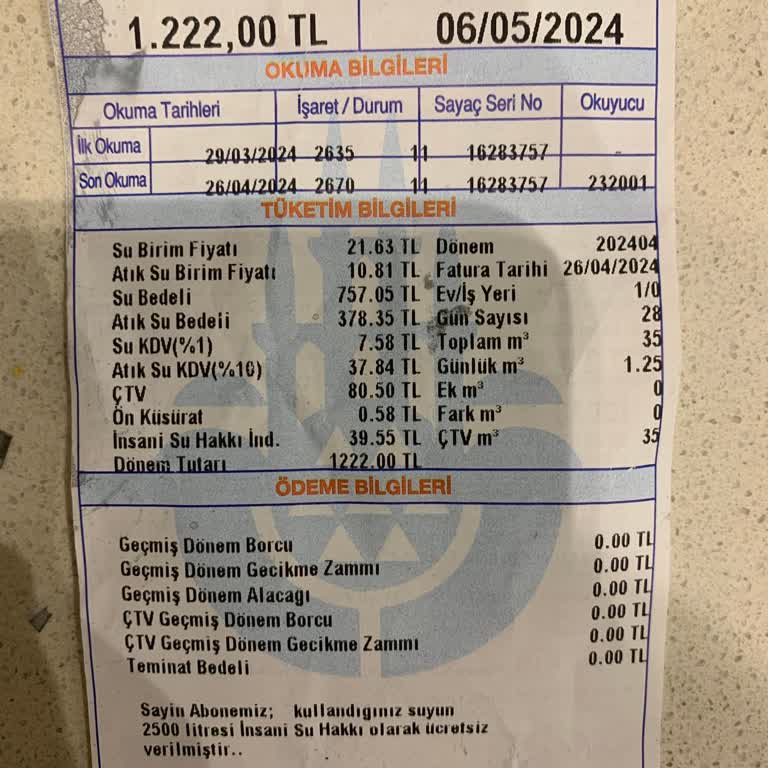 1.222,00 TL 06/05/2024
OKUMA BİLGİLERİ
Okuma Tarihleri İşaret / Durum Sayaç Seri No Okuyucu
İlk Okuma 29/03/2024 2635 11 16283757 -
Son Okuma 26/04/2024 2670 11 16283757 232001
TÜKETİM BİLGİLERİ
Su Birim Fiyatı 21.63 TL Dönem 202404
Atık Su Birim Fiyatı 10.81 TL Fatura Tarihi 26/04/2024
Su Bedeli 757.05 TL Ev/İş Yeri 1/0
Atık Su Bedeli 378.35 TL Gün Sayısı 28
Su KDV(%1) 7.58 TL Toplam m³ 35
Atık Su KDV(%10) 37.84 TL Günlük m³ 1.25
ÇTV 80.50 TL Ek m³ 0
Ön Küsürat 0.58 TL Fark m³ 0
İnsani Su Hakkı İnd. 39.55 TL ÇTV m³ 35
Dönem Tutarı 1222.00 TL
ÖDEME BİLGİLERİ
Geçmiş Dönem Borcu 0.00 TL
Geçmiş Dönem Gecikme Zammı 0.00 TL
Geçmiş Dönem Alacağı 0.00 TL
ÇTV Geçmiş Dönem Borcu 0.00 TL
ÇTV Geçmiş Dönem Gecikme Zammı 0.00 TL
Teminat Bedeli 0.00 TL
Sayin Abonemiz; kullandığınız suyun
2500 litresi İnsani Su Hakkı olarak ücretsiz
verilmiştir..